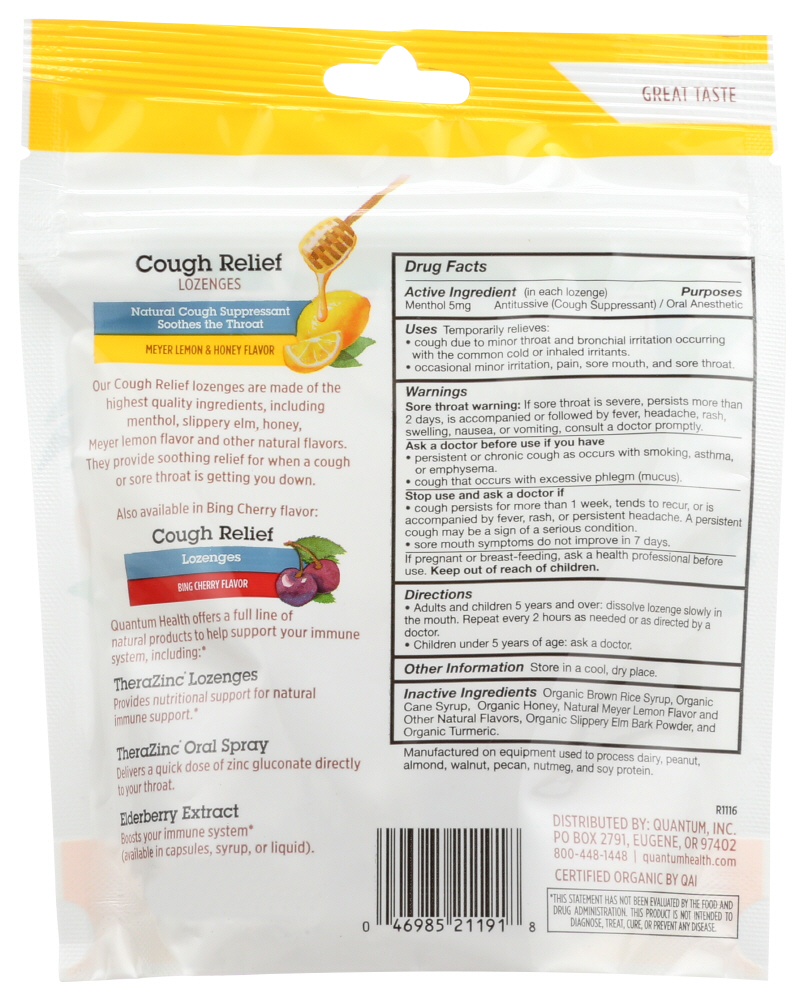 GREAT TASTE
Cough Relief
LOZENGES
Natural Cough Suppressant
Soothes the Throat
MEYER LEMON & HONEY FLAVOR
Our Cough Relief lozenges are made of the
highest quality ingredients, including
menthol, slippery elm, honey,
Meyer lemon flavor and other natural flavors.
They provide soothing relief for when a cough
or sore throat is getting you down.
Also available in Bing Cherry flavor:
Cough Relief
Lozenges
BING CHERRY FLAVOR
Quantum Health offers a full line of
natural products to help support your immune
system, including:*
TheraZinc® Lozenges
Provides nutritional support for natural
immune support.*
TheraZinc® Oral Spray
Delivers a quick dose of zinc gluconate directly
to your throat.
Elderberry Extract
Boosts your immune system*
(available in capsules, syrup, or liquid).
Drug Facts
Active Ingredient (in each lozenge) Purposes
Menthol 5mg Antitussive (Cough Suppressant) / Oral Anesthetic
Uses Temporarily relieves:
• cough due to minor throat and bronchial irritation occurring
with the common cold or inhaled irritants.
• occasional minor irritation, pain, sore mouth, and sore throat.
Warnings
Sore throat warning: If sore throat is severe, persists more than
2 days, is accompanied or followed by fever, headache, rash,
swelling, nausea, or vomiting, consult a doctor promptly.
Ask a doctor before use if you have
• persistent or chronic cough as occurs with smoking, asthma,
or emphysema.
• cough that occurs with excessive phlegm (mucus).
Stop use and ask a doctor if
• cough persists for more than 1 week, tends to recur, or is
accompanied by fever, rash, or persistent headache. A persistent
cough may be a sign of a serious condition.
• sore mouth symptoms do not improve in 7 days.
If pregnant or breast-feeding, ask a health professional before
use. Keep out of reach of children.
Directions
• Adults and children 5 years and over: dissolve lozenge slowly in
the mouth. Repeat every 2 hours as needed or as directed by a
doctor.
• Children under 5 years of age: ask a doctor.
Other Information Store in a cool, dry place.
Inactive Ingredients Organic Brown Rice Syrup, Organic
Cane Syrup, Organic Honey, Natural Meyer Lemon Flavor and
Other Natural Flavors, Organic Slippery Elm Bark Powder, and
Organic Turmeric.
Manufactured on equipment used to process dairy, peanut,
almond, walnut, pecan, nutmeg, and soy protein.
R1116
DISTRIBUTED BY: QUANTUM, INC.
PO BOX 2791, EUGENE, OR 97402
800-448-1448 | quantumhealth.com
CERTIFIED ORGANIC BY QAI
*THIS STATEMENT HAS NOT BEEN EVALUATED BY THE FOOD AND
DRUG ADMINISTRATION. THIS PRODUCT IS NOT INTENDED TO
DIAGNOSE, TREAT, CURE, OR PREVENT ANY DISEASE.
0 46985 21191 8